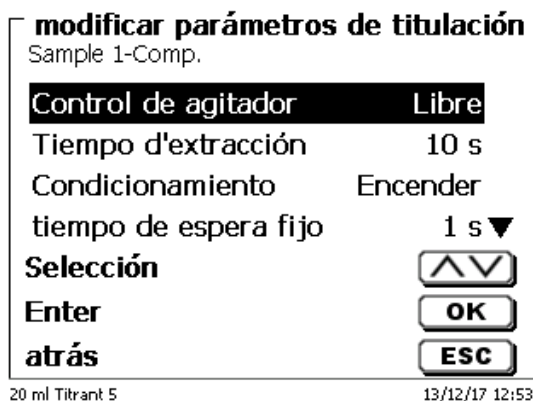 modificar parámetros de titulación
Sample 1-Comp.
Control de agitador Libre
Tiempo d'extracción 10 s
Condicionamiento Encender
tiempo de espera fijo 1 s
Selección
Enter OK
atrás ESC
20 ml Titrant 5 13/12/17 12:53